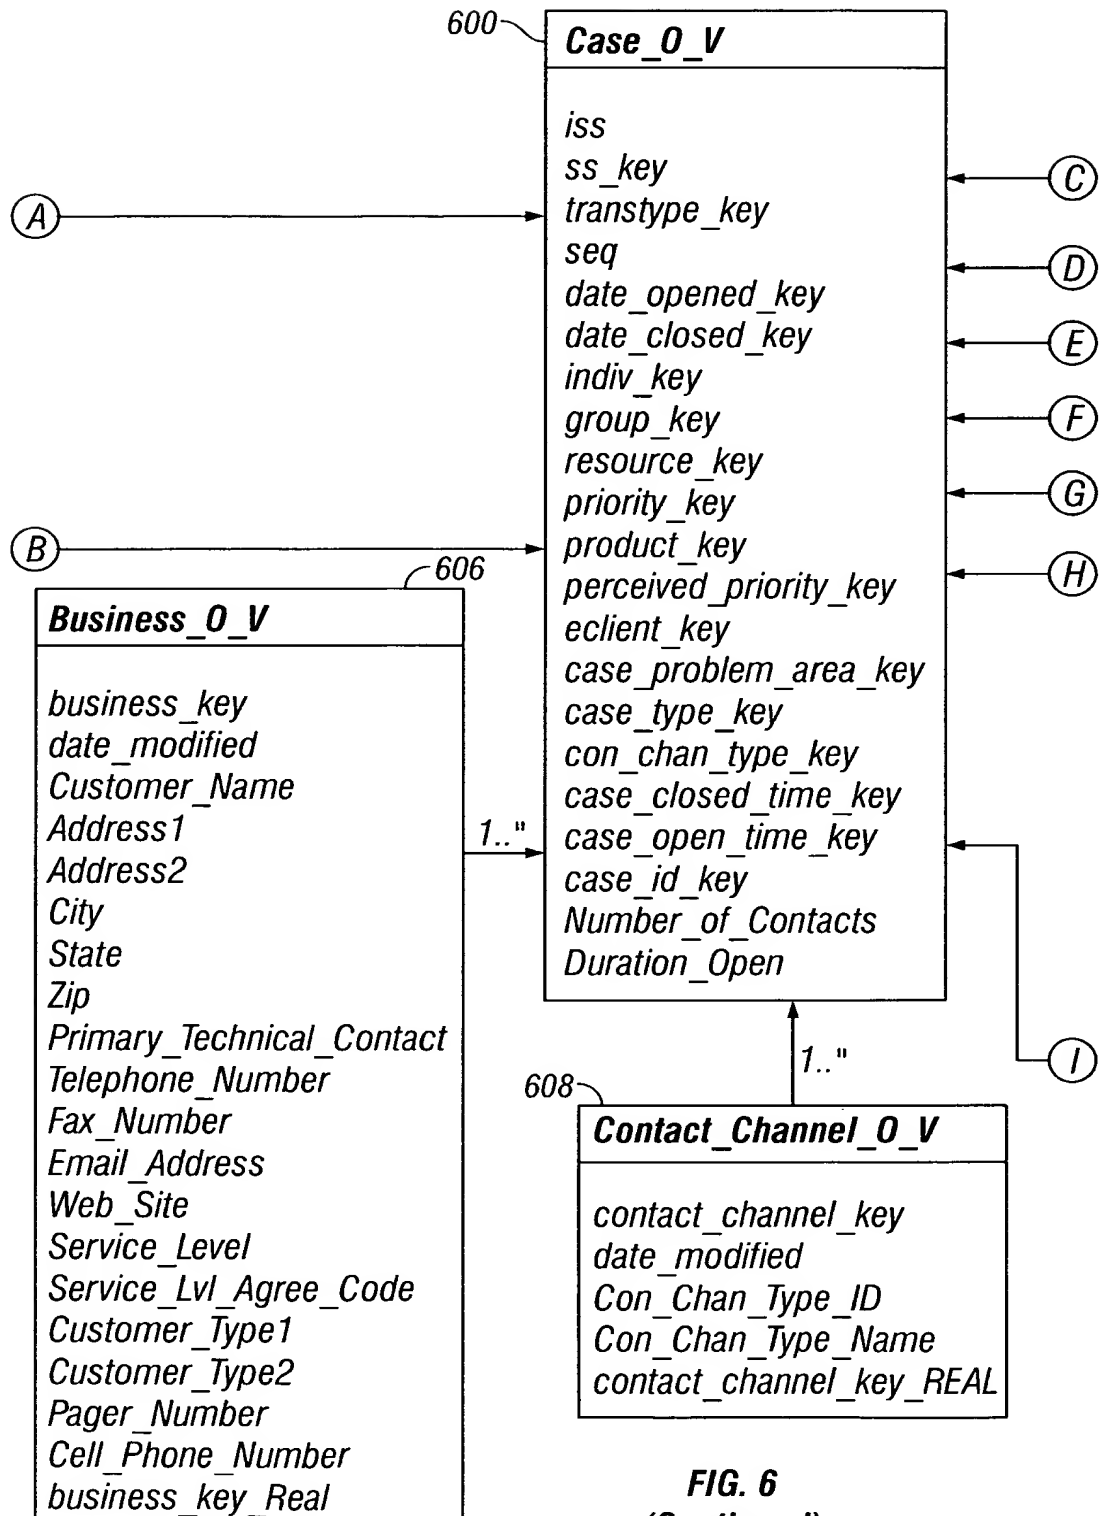 600
Case_O_V
iss
ss_key
transtype_key
seq
date_opened_key
date_closed_key
indiv_key
group_key
resource_key
priority_key
product_key
perceived_priority_key
eclient_key
case_problem_area_key
case_type_key
con_chan_type_key
case_closed_time_key
case_open_time_key
case_id_key
Number_of_Contacts
Duration_Open
A
B
C
D
E
F
G
H
I
606
Business_O_V
business_key
date_modified
Customer_Name
Address1
Address2
City
State
Zip
Primary_Technical_Contact
Telephone_Number
Fax_Number
Email_Address
Web_Site
Service_Level
Service_Lvl_Agree_Code
Customer_Type1
Customer_Type2
Pager_Number
Cell_Phone_Number
business_key_Real
1.."
1.."
608
Contact_Channel_O_V
contact_channel_key
date_modified
Con_Chan_Type_ID
Con_Chan_Type_Name
contact_channel_key_REAL
FIG. 6